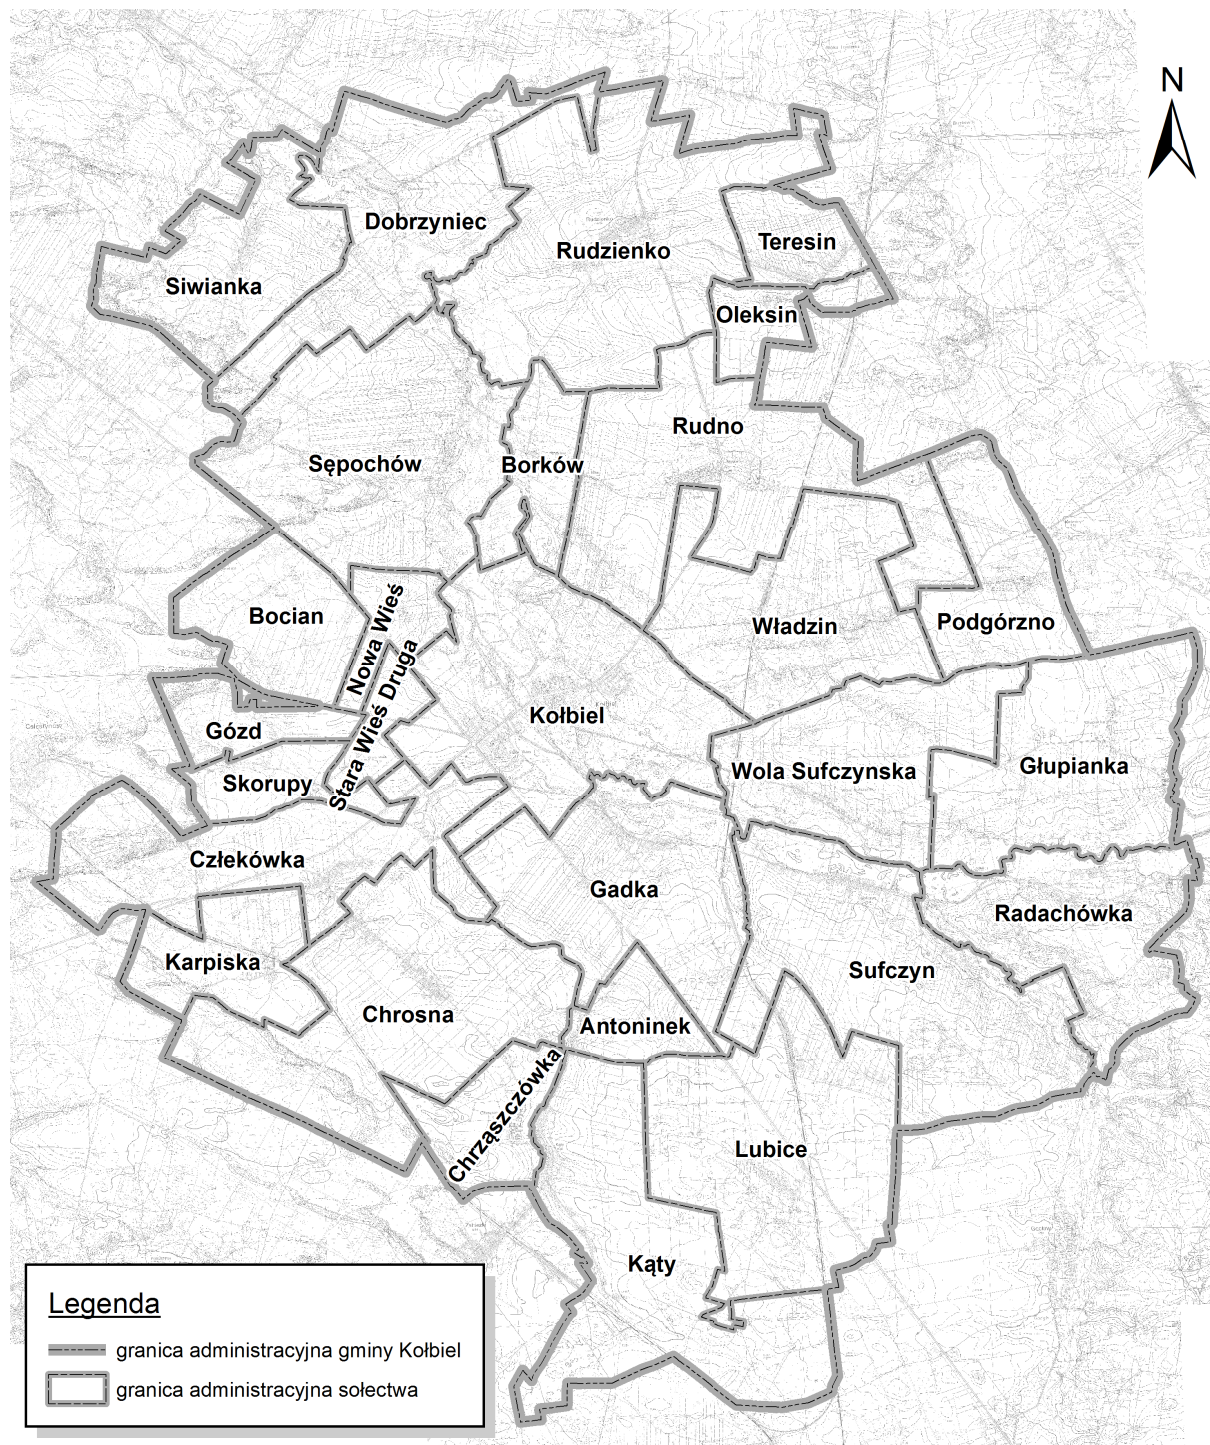 N
Dobrzyniec
Rudzienko
Teresin
Siwianka
Oleksin
Rudno
Sępochów
Borków
Bocian
Nowa Wieś
Władzin
Podgórzno
Stara Wieś Druga
Kołbiel
Gózd
Wola Sufczynska
Głupianka
Skorupy
Człekówka
Gadka
Radachówka
Karpiska
Sufczyn
Chrosna
Antoninek
Chrząszczówka
Lubice
Kąty
Legenda
granica administracyjna gminy Kołbiel
granica administracyjna sołectwa